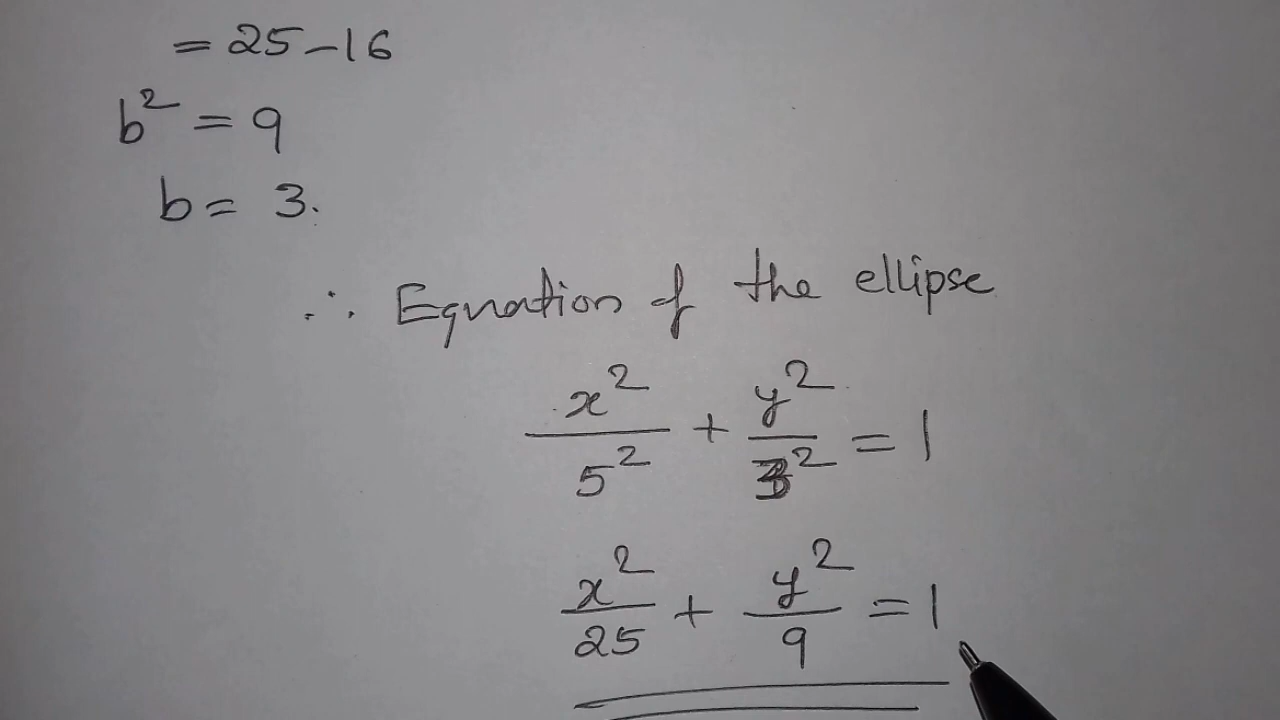 = 25 - 16
b² = 9
b = 3.
∴ Equation of the ellipse
x²/5² + y²/3² = 1
x²/25 + y²/9 = 1